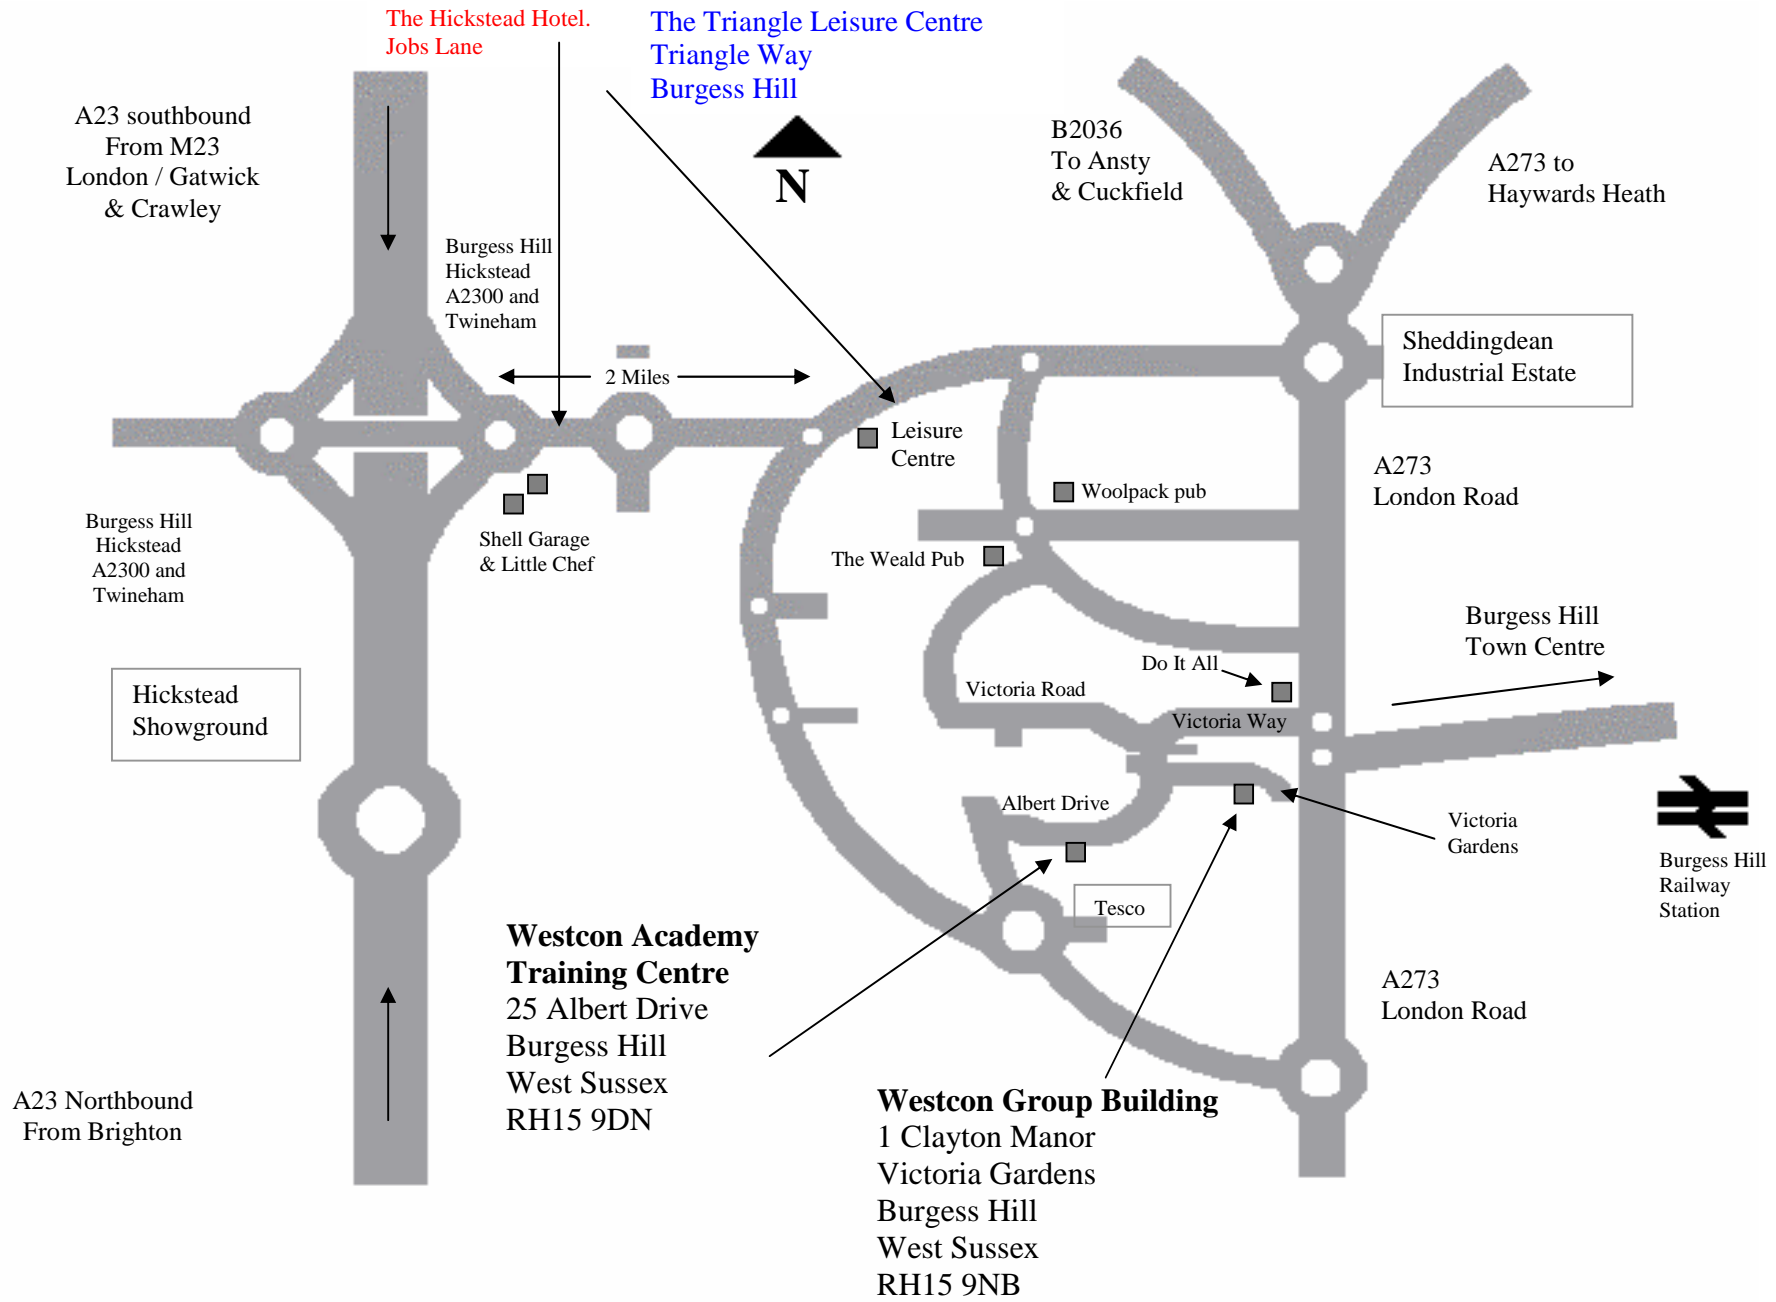 The Hickstead Hotel.
Jobs Lane
The Triangle Leisure Centre
Triangle Way
Burgess Hill
A23 southbound
From M23
London / Gatwick
& Crawley
N
B2036
To Ansty
& Cuckfield
A273 to
Haywards Heath
Burgess Hill
Hickstead
A2300 and
Twineham
2 Miles
Sheddingdean
Industrial Estate
Leisure
Centre
A273
London Road
Woolpack pub
Burgess Hill
Hickstead
A2300 and
Twineham
Shell Garage
& Little Chef
The Weald Pub
Burgess Hill
Town Centre
Do It All
Hickstead
Showground
Victoria Road
Victoria Way
Albert Drive
Victoria
Gardens
Burgess Hill
Railway
Station
Tesco
Westcon Academy
Training Centre
25 Albert Drive
Burgess Hill
West Sussex
RH15 9DN
A273
London Road
A23 Northbound
From Brighton
Westcon Group Building
1 Clayton Manor
Victoria Gardens
Burgess Hill
West Sussex
RH15 9NB